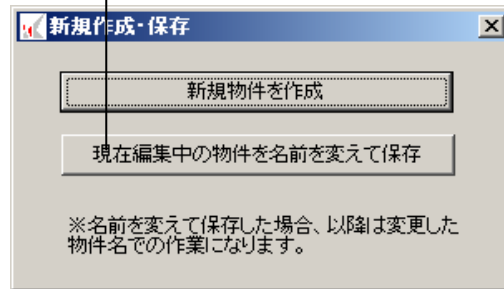 新規作成・保存
新規物件を作成
現在編集中の物件を名前を変えて保存
※名前を変えて保存した場合、以降は変更した
物件名での作業になります。